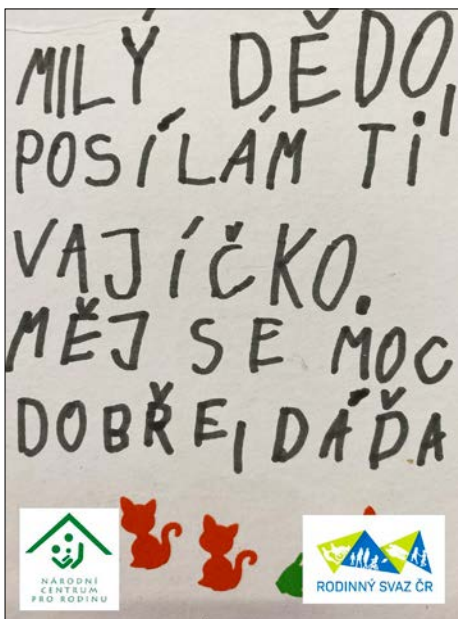 MILÝ DĚDO,
POSÍLÁM TI
VAJÍČKO.
MĚJ SE MOC
DOBŘE, DÁĎA
NÁRODNÍ
CENTRUM
PRO RODINU
RODINNÝ SVAZ ČR